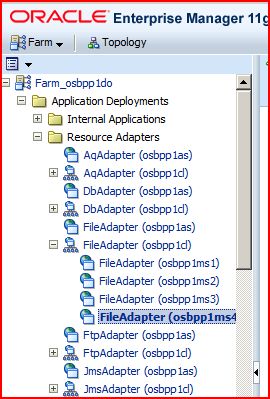 ORACLE Enterprise Manager 11g
Farm Topology
Farm_osbpp1do
Application Deployments
Internal Applications
Resource Adapters
AqAdapter (osbpp1as)
AqAdapter (osbpp1cl)
DbAdapter (osbpp1as)
DbAdapter (osbpp1cl)
FileAdapter (osbpp1as)
FileAdapter (osbpp1cl)
FileAdapter (osbpp1ms1)
FileAdapter (osbpp1ms2)
FileAdapter (osbpp1ms3)
FileAdapter (osbpp1ms4
FtpAdapter (osbpp1as)
FtpAdapter (osbpp1cl)
JmsAdapter (osbpp1as)
JmsAdapter (osbpp1cl)